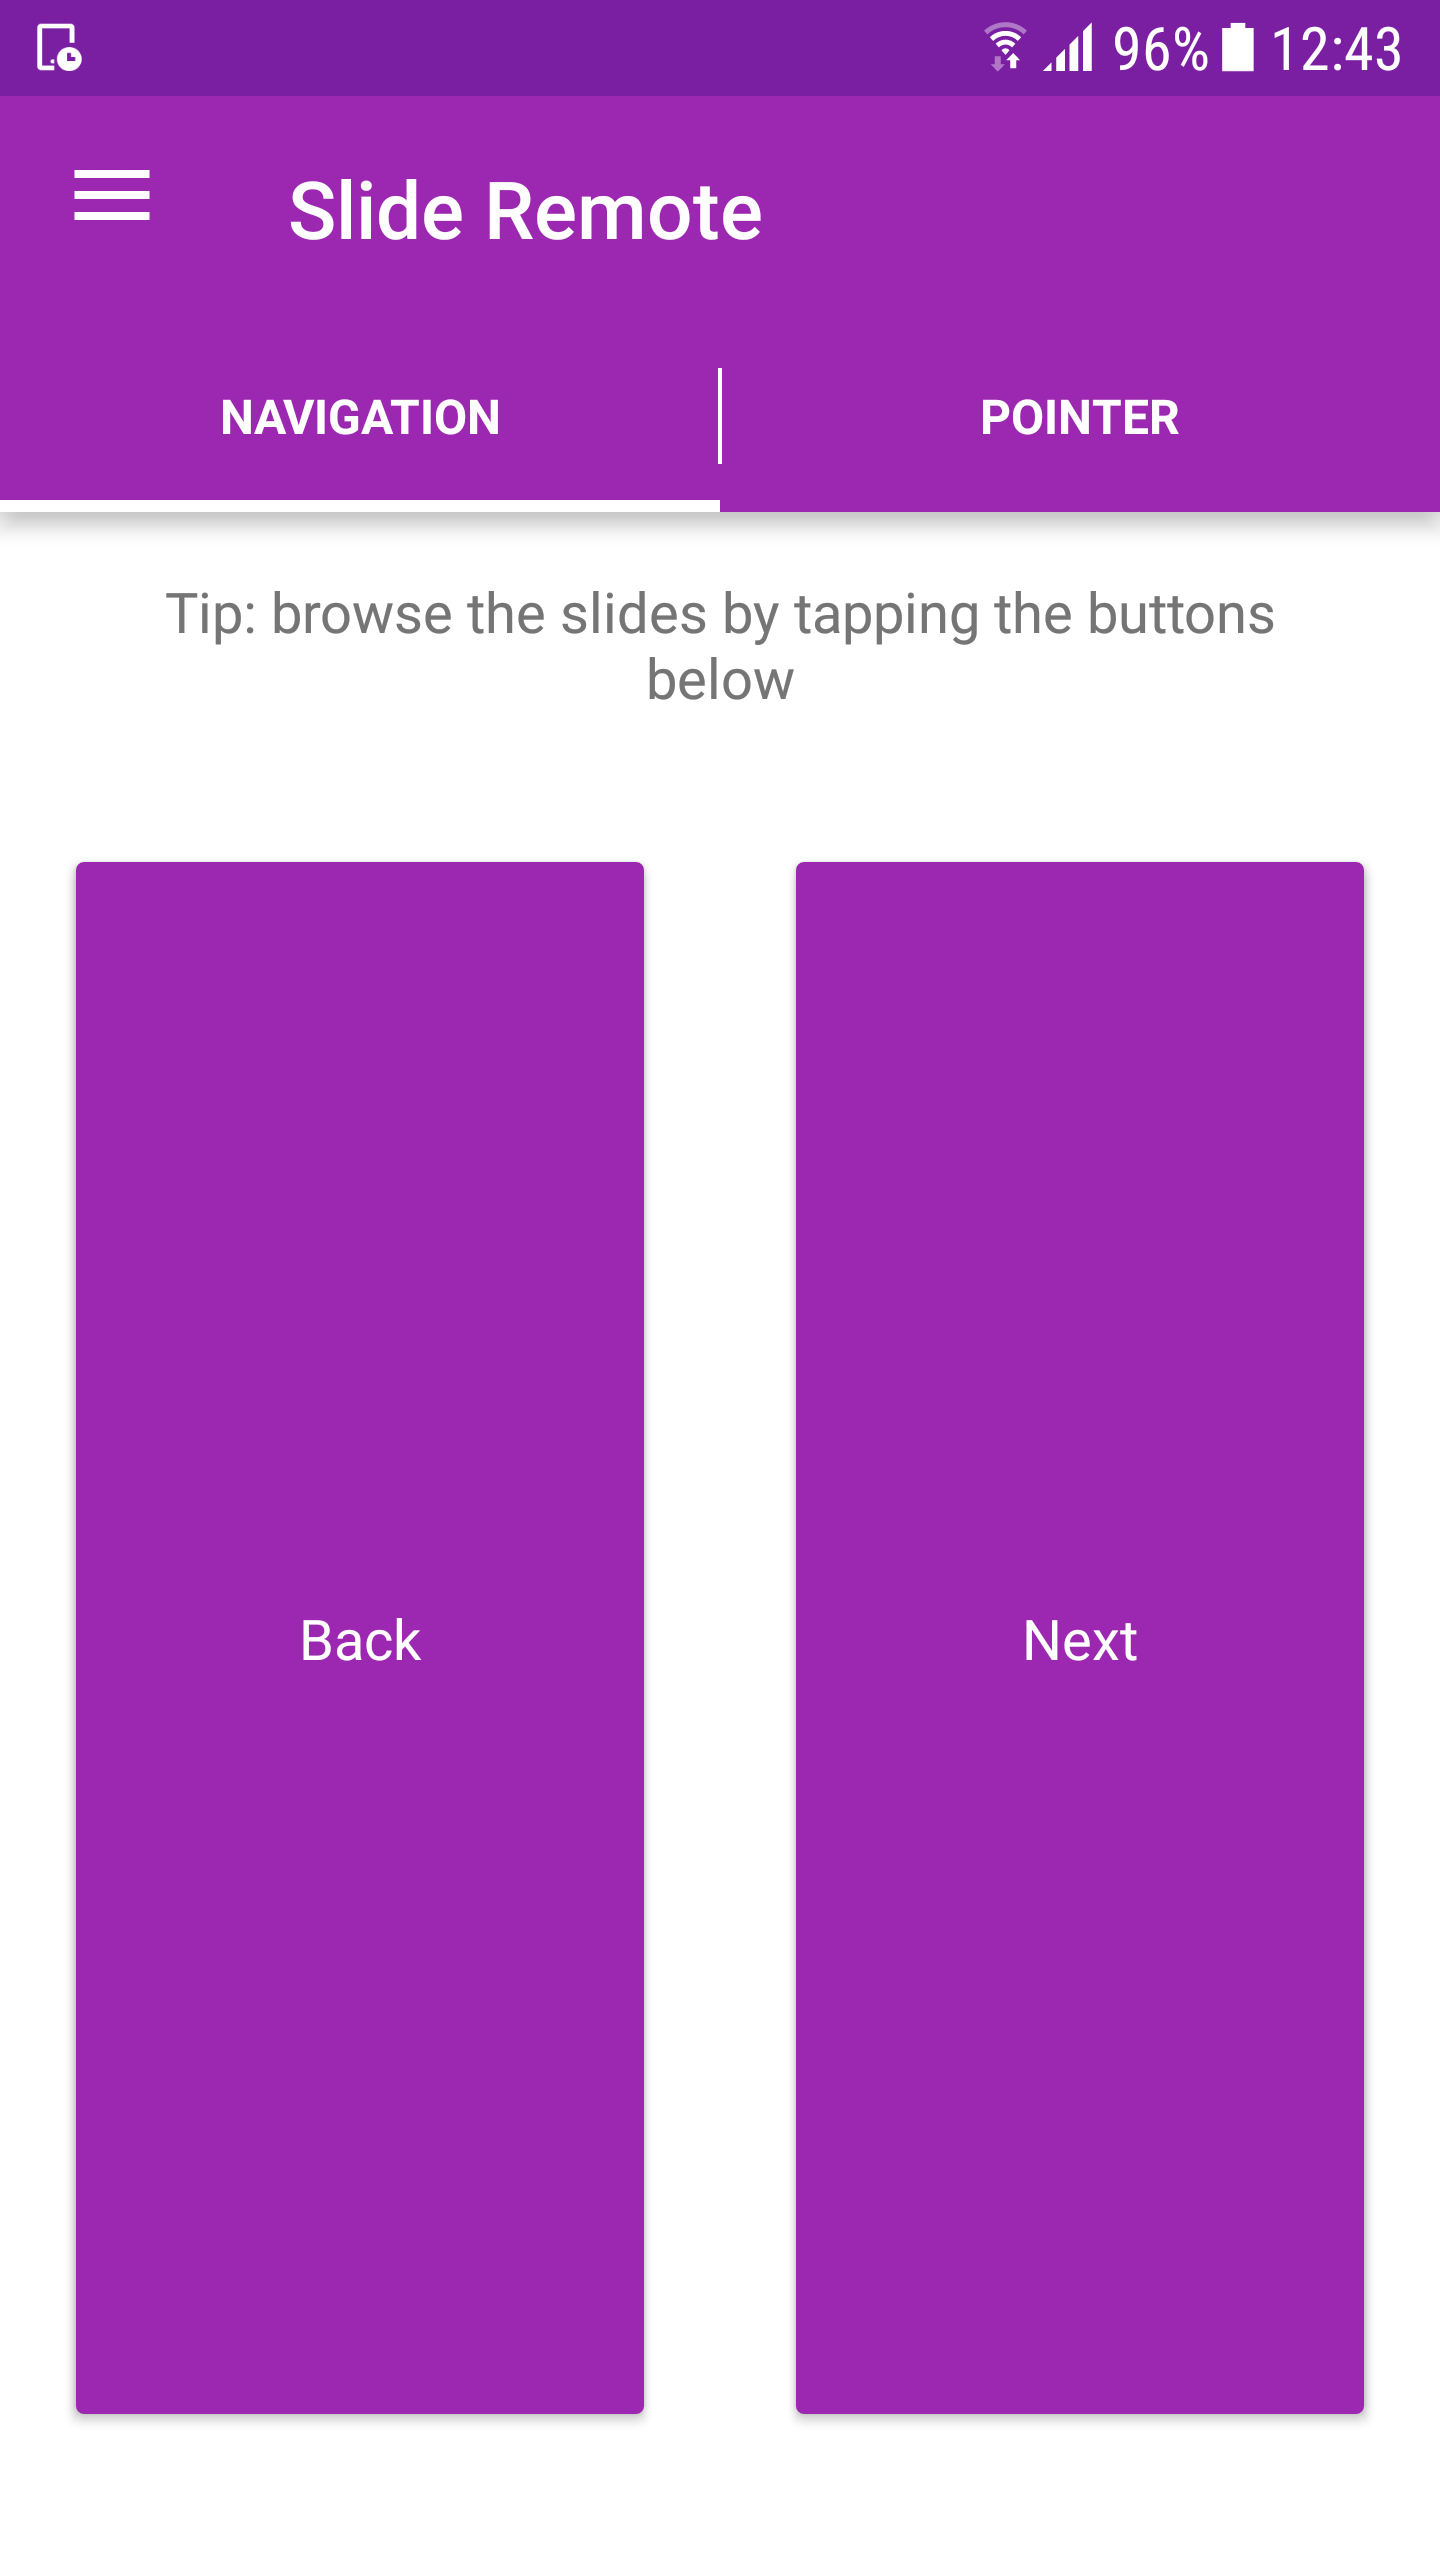 96% 12:43
Slide Remote
NAVIGATION
POINTER
Tip: browse the slides by tapping the buttons
below
Back
Next